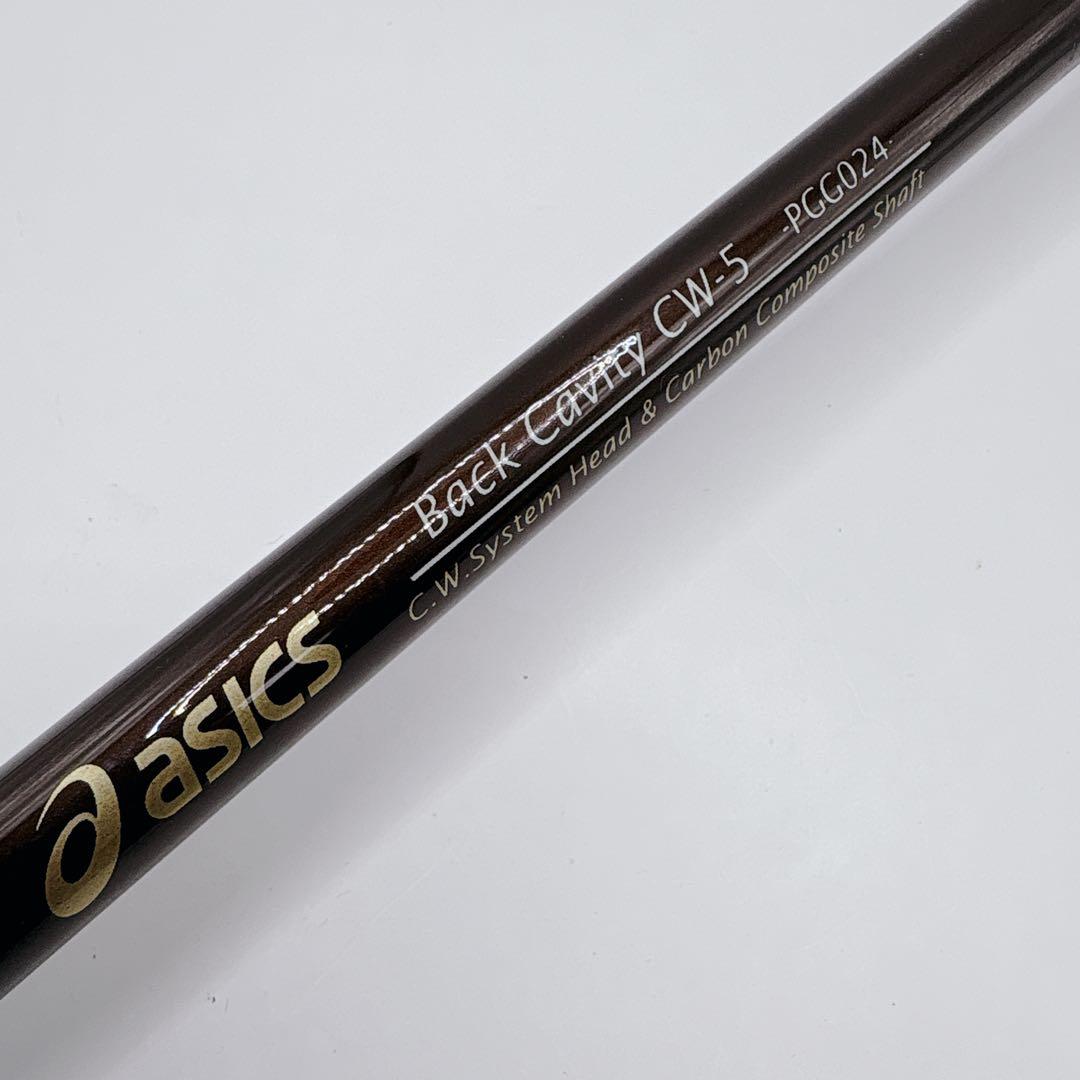 asics
Back Cavity CW-5 -PGG024-
C.W.System Head & Carbon Composite Shaft